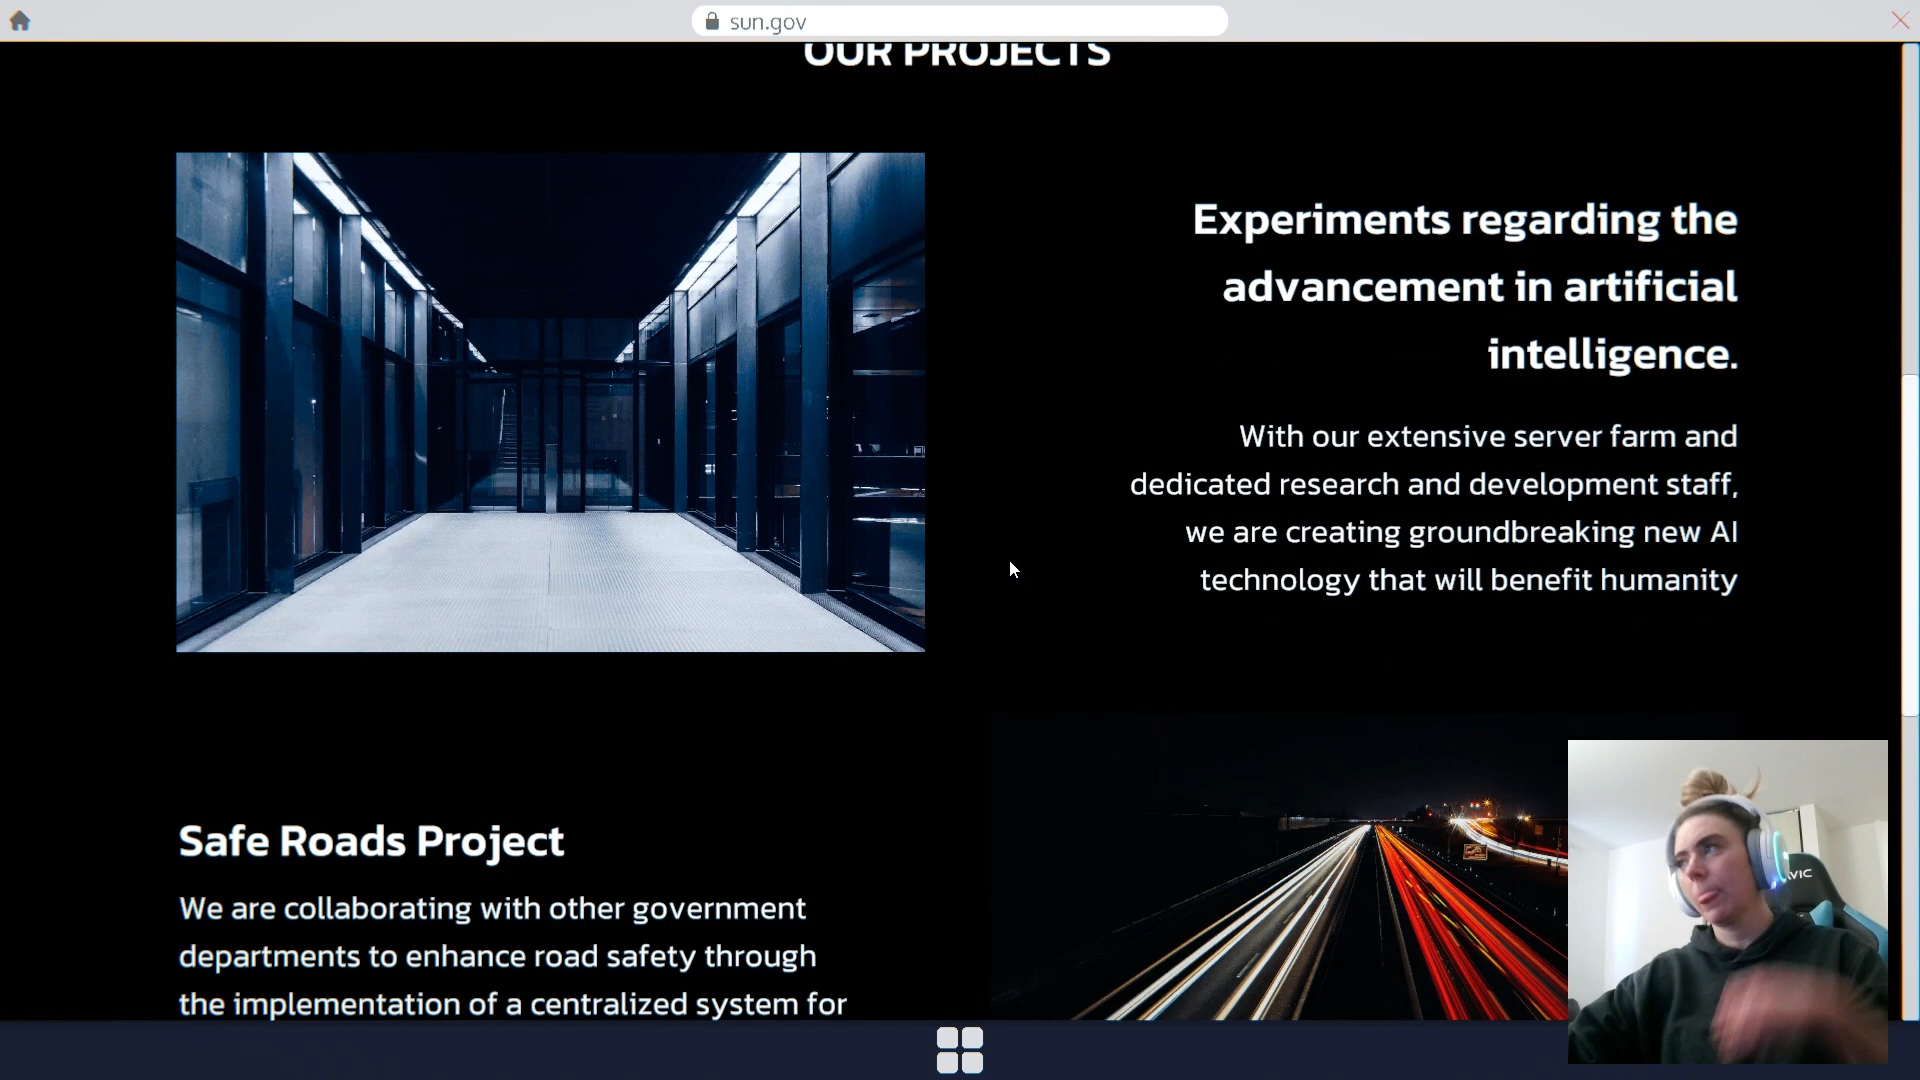 sun.gov
OUR PROJECTS
Experiments regarding the
advancement in artificial
intelligence.
With our extensive server farm and
dedicated research and development staff,
we are creating groundbreaking new AI
technology that will benefit humanity
Safe Roads Project
We are collaborating with other government
departments to enhance road safety through
the implementation of a centralized system for